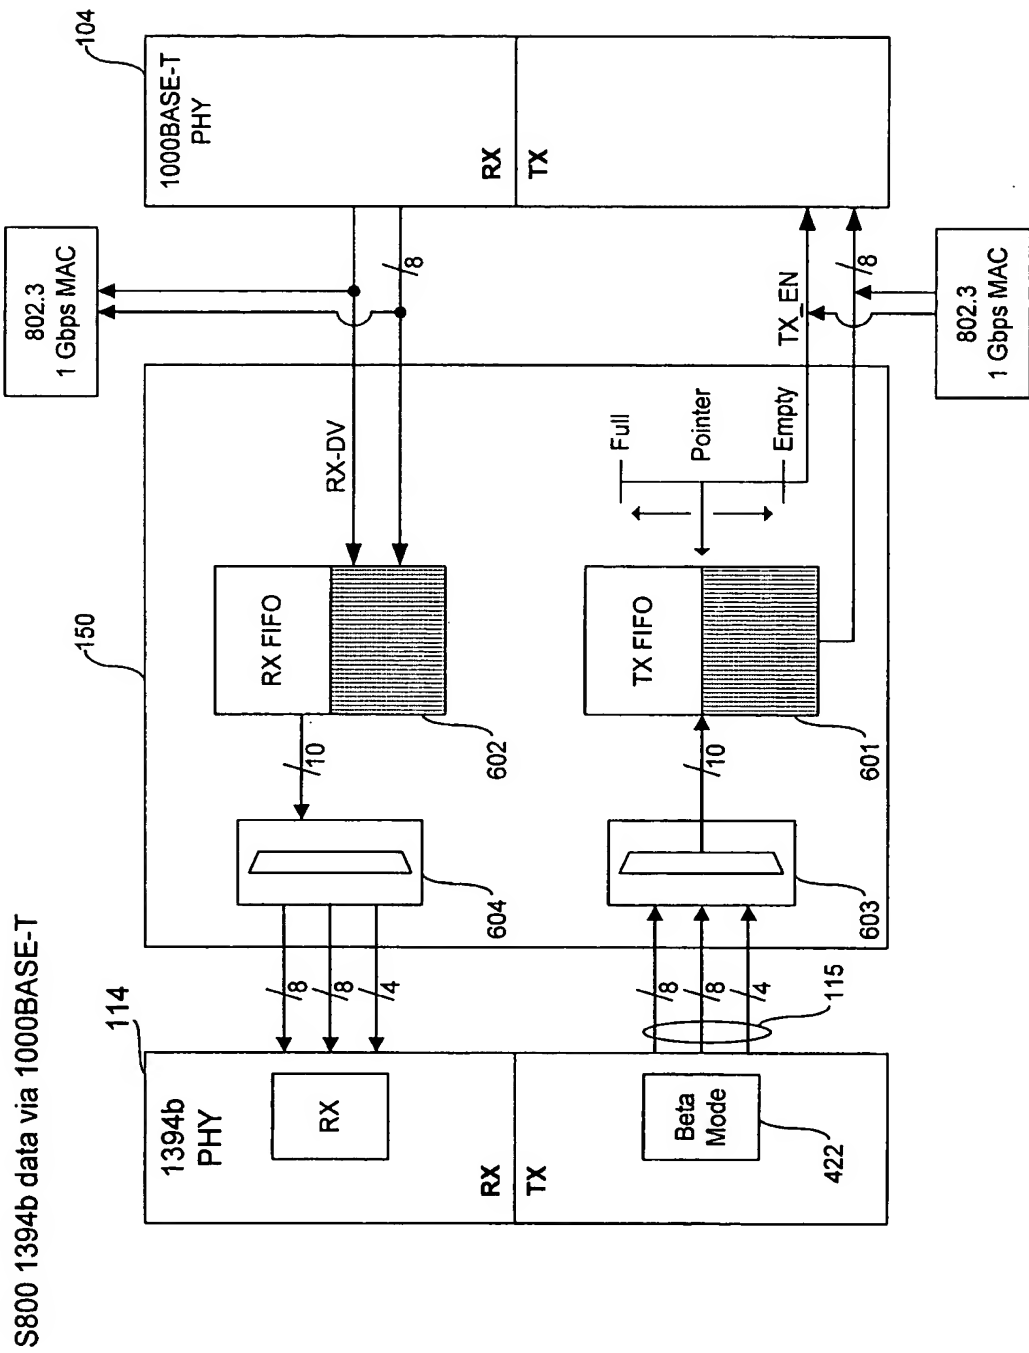 S800 1394b data via 1000BASE-T
114
1394b
PHY
RX
RX
TX
Beta
Mode
422
8
8
4
8
8
4
115
150
604
603
10
10
RX FIFO
602
TX FIFO
601
RX-DV
Full
Pointer
Empty
802.3
1 Gbps MAC
TX_EN
8
8
802.3
1 Gbps MAC
104
1000BASE-T
PHY
RX
TX